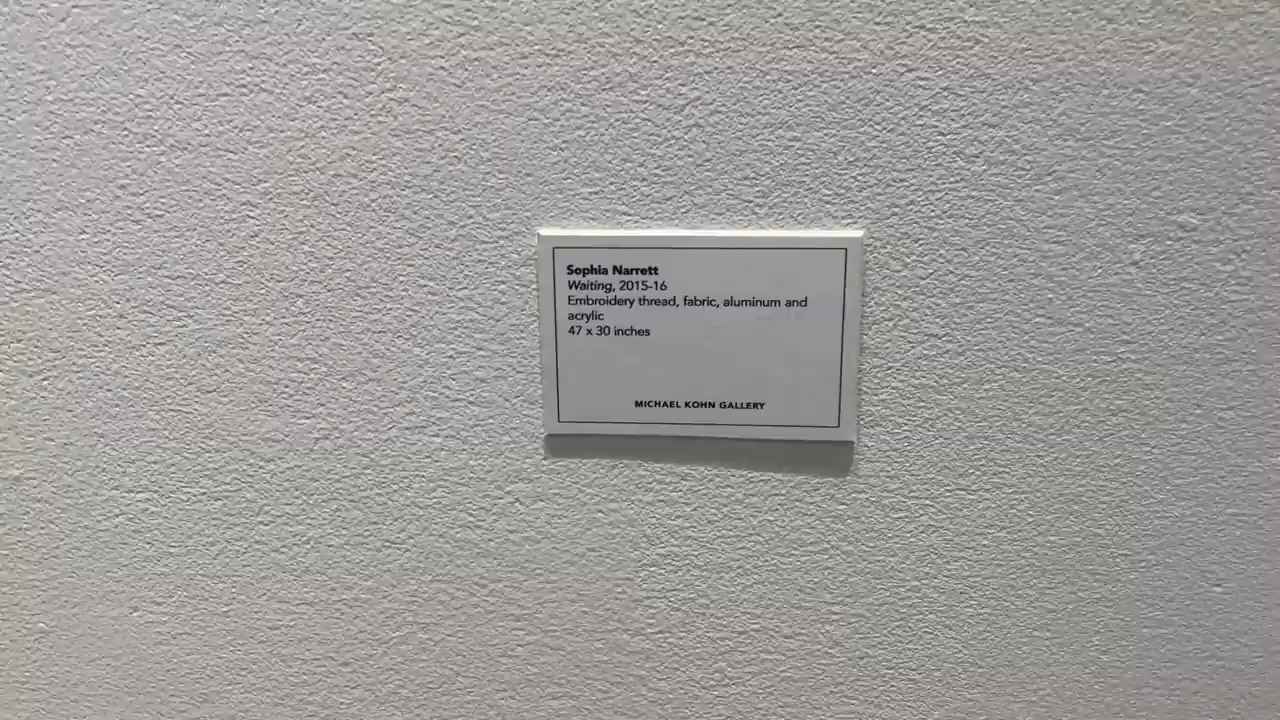 Sophia Narrett
Waiting, 2015-16
Embroidery thread, fabric, aluminum and
acrylic
47 x 30 inches
MICHAEL KOHN GALLERY